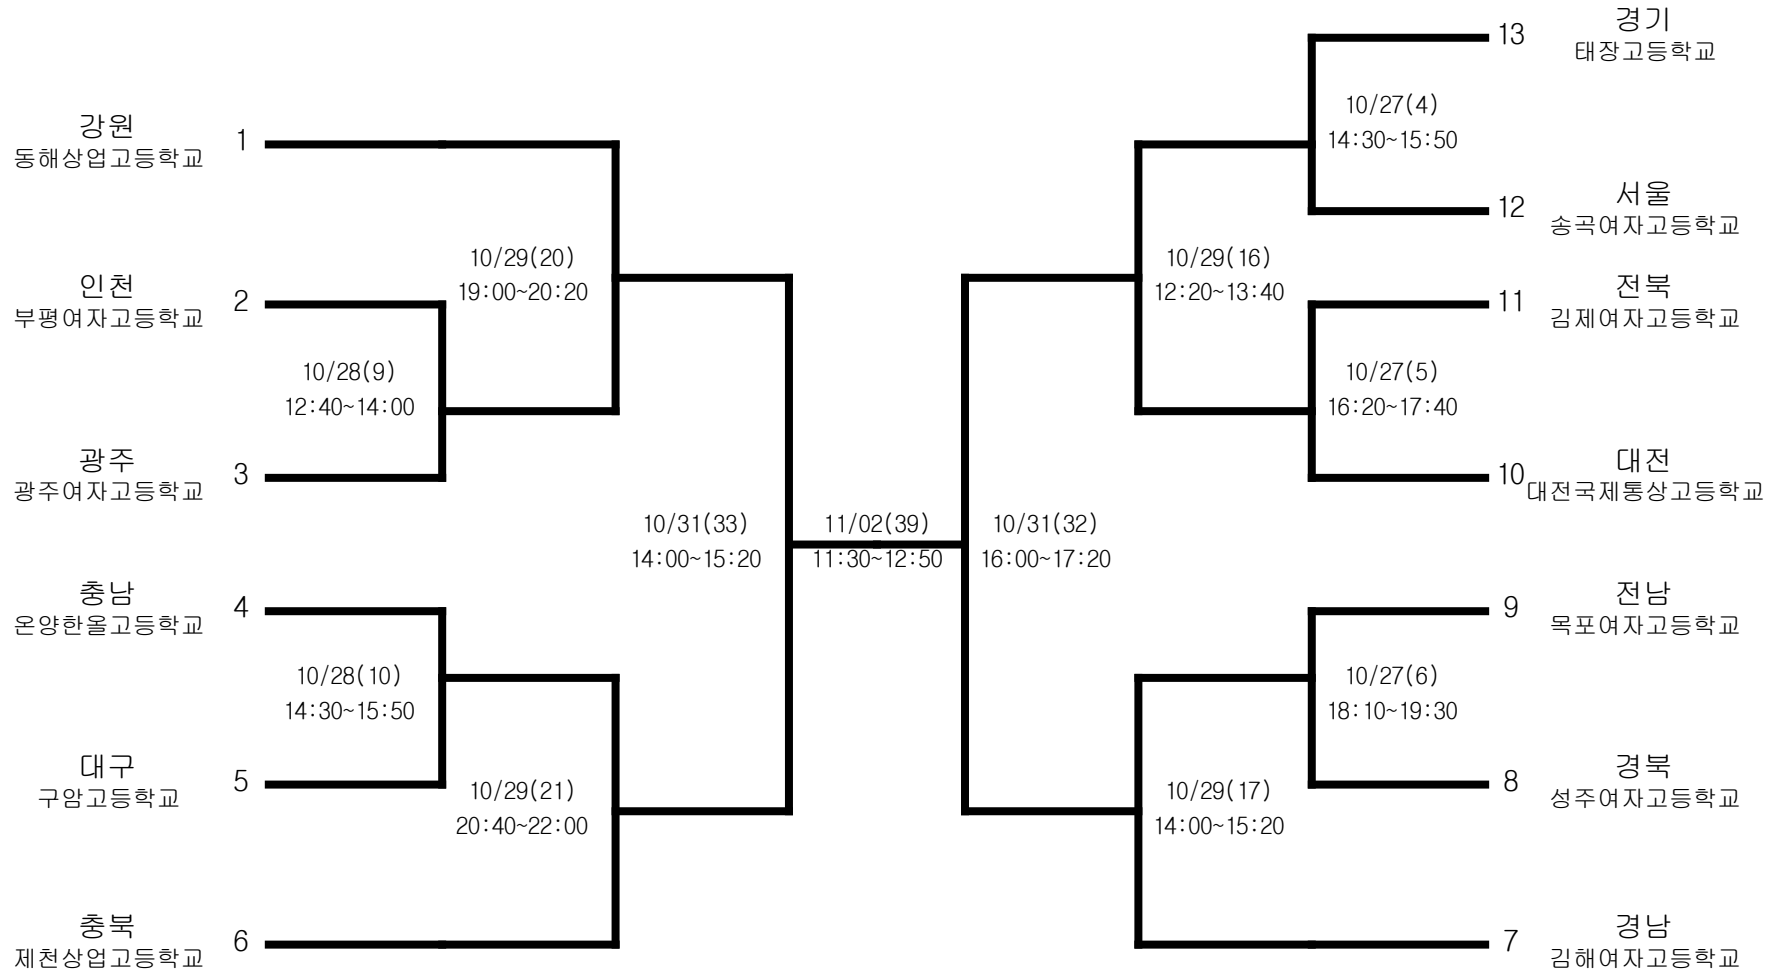 경기
13
태장고등학교
10/27(4)
14:30~15:50
강원
1
동해상업고등학교
서울
12
송곡여자고등학교
10/29(20)
19:00~20:20
10/29(16)
12:20~13:40
인천
2
부평여자고등학교
전북
11
김제여자고등학교
10/28(9)
12:40~14:00
10/27(5)
16:20~17:40
광주
3
광주여자고등학교
대전
10
대전국제통상고등학교
10/31(33)
14:00~15:20
11/02(39)
11:30~12:50
10/31(32)
16:00~17:20
충남
4
온양한올고등학교
전남
9
목포여자고등학교
10/28(10)
14:30~15:50
10/27(6)
18:10~19:30
대구
5
구암고등학교
경북
8
성주여자고등학교
10/29(21)
20:40~22:00
10/29(17)
14:00~15:20
충북
6
제천상업고등학교
경남
7
김해여자고등학교